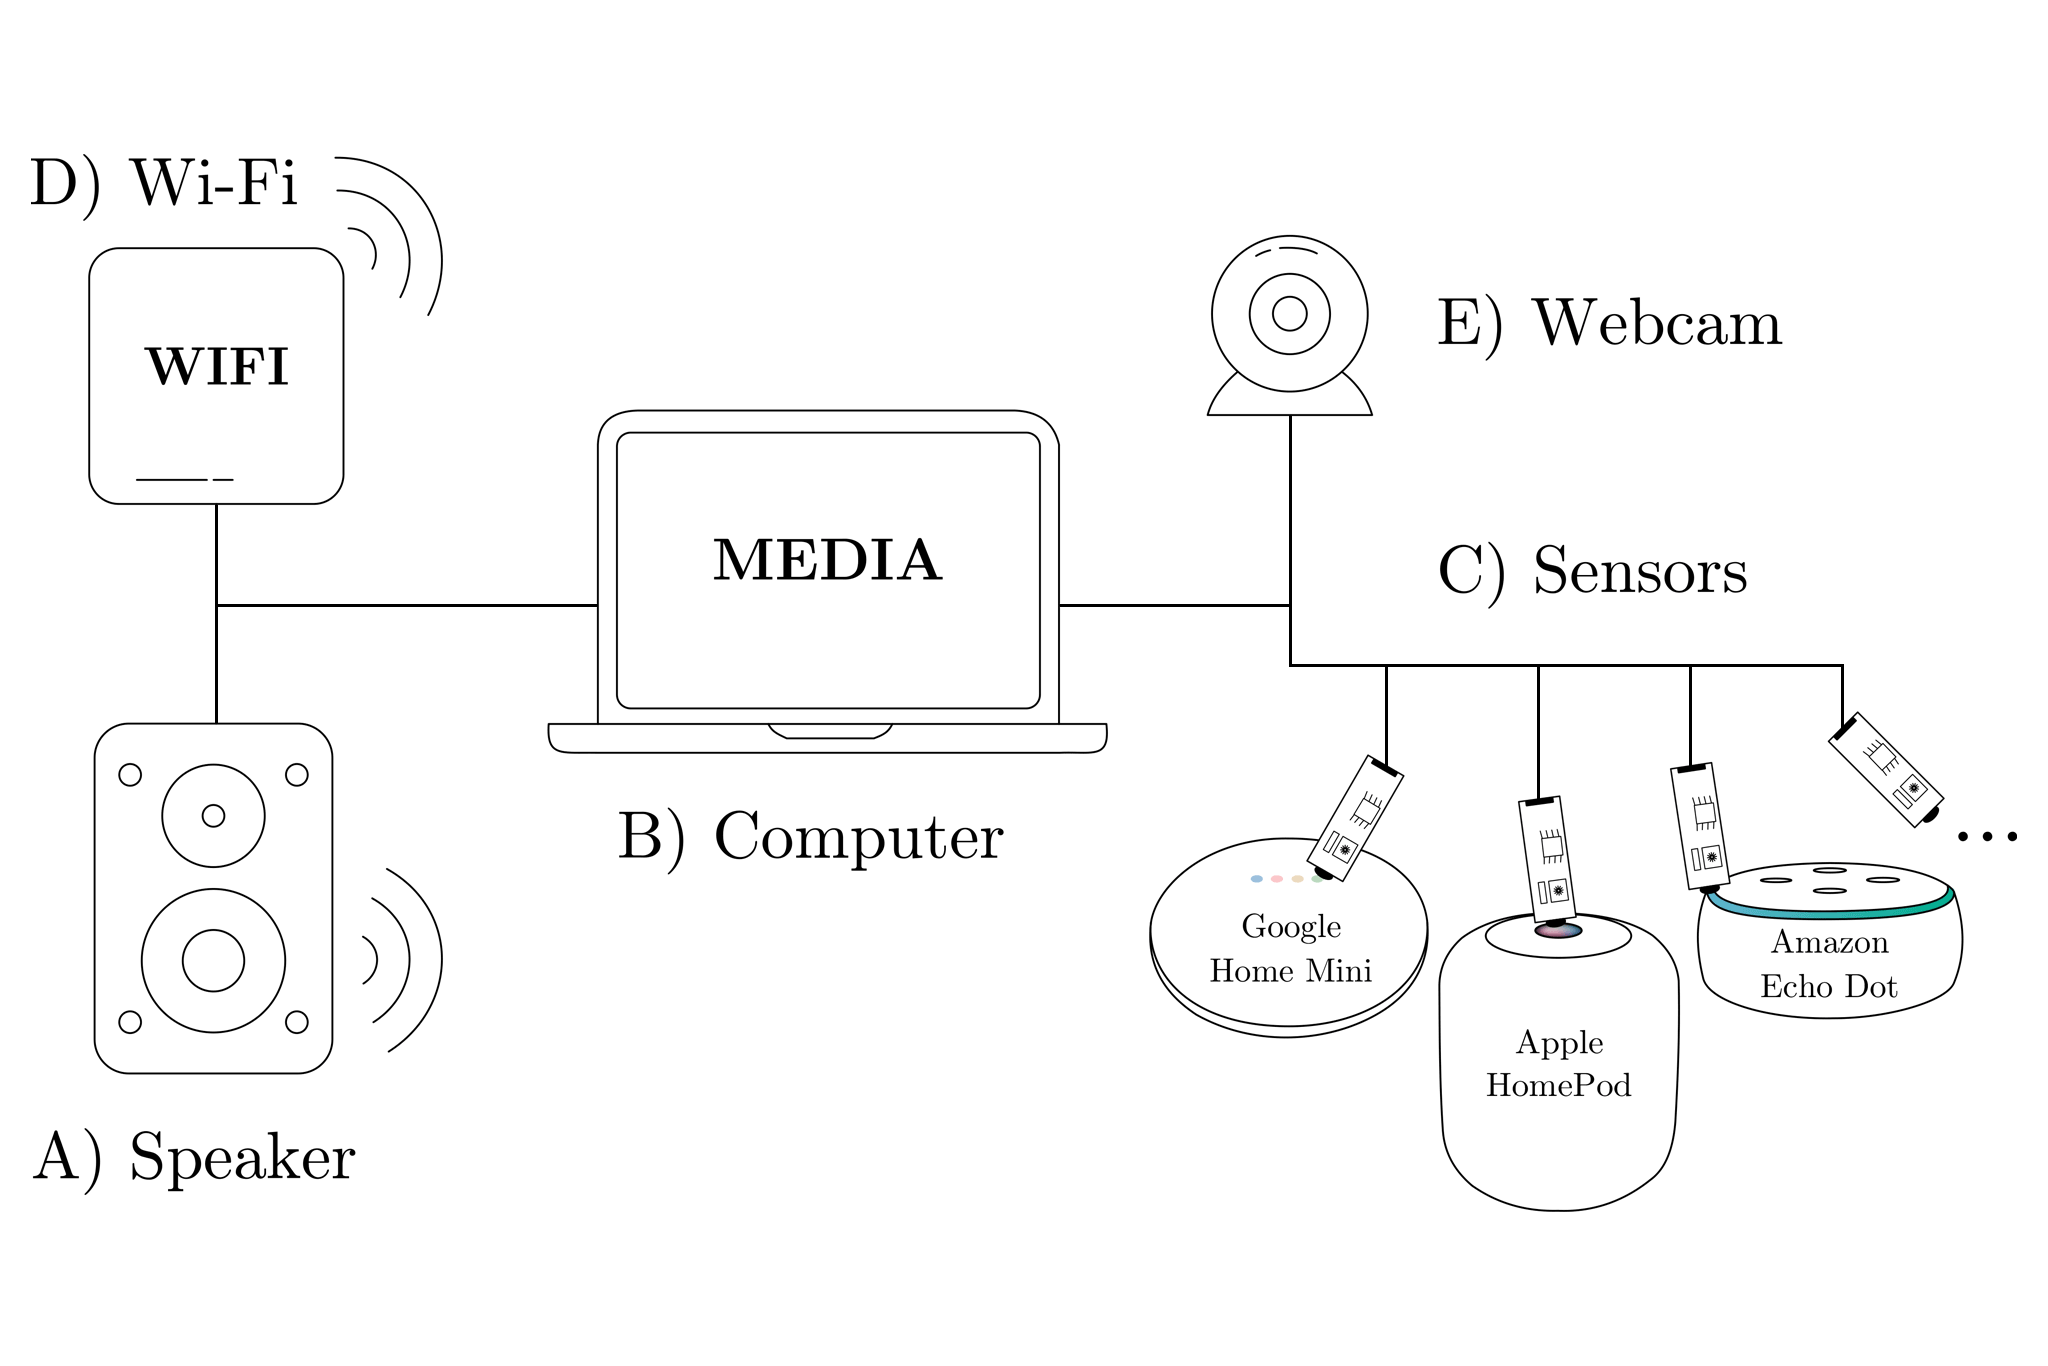 D) Wi-Fi
WIFI
E) Webcam
MEDIA
C) Sensors
B) Computer
Google
Home Mini
Apple
HomePod
Amazon
Echo Dot
...
A) Speaker